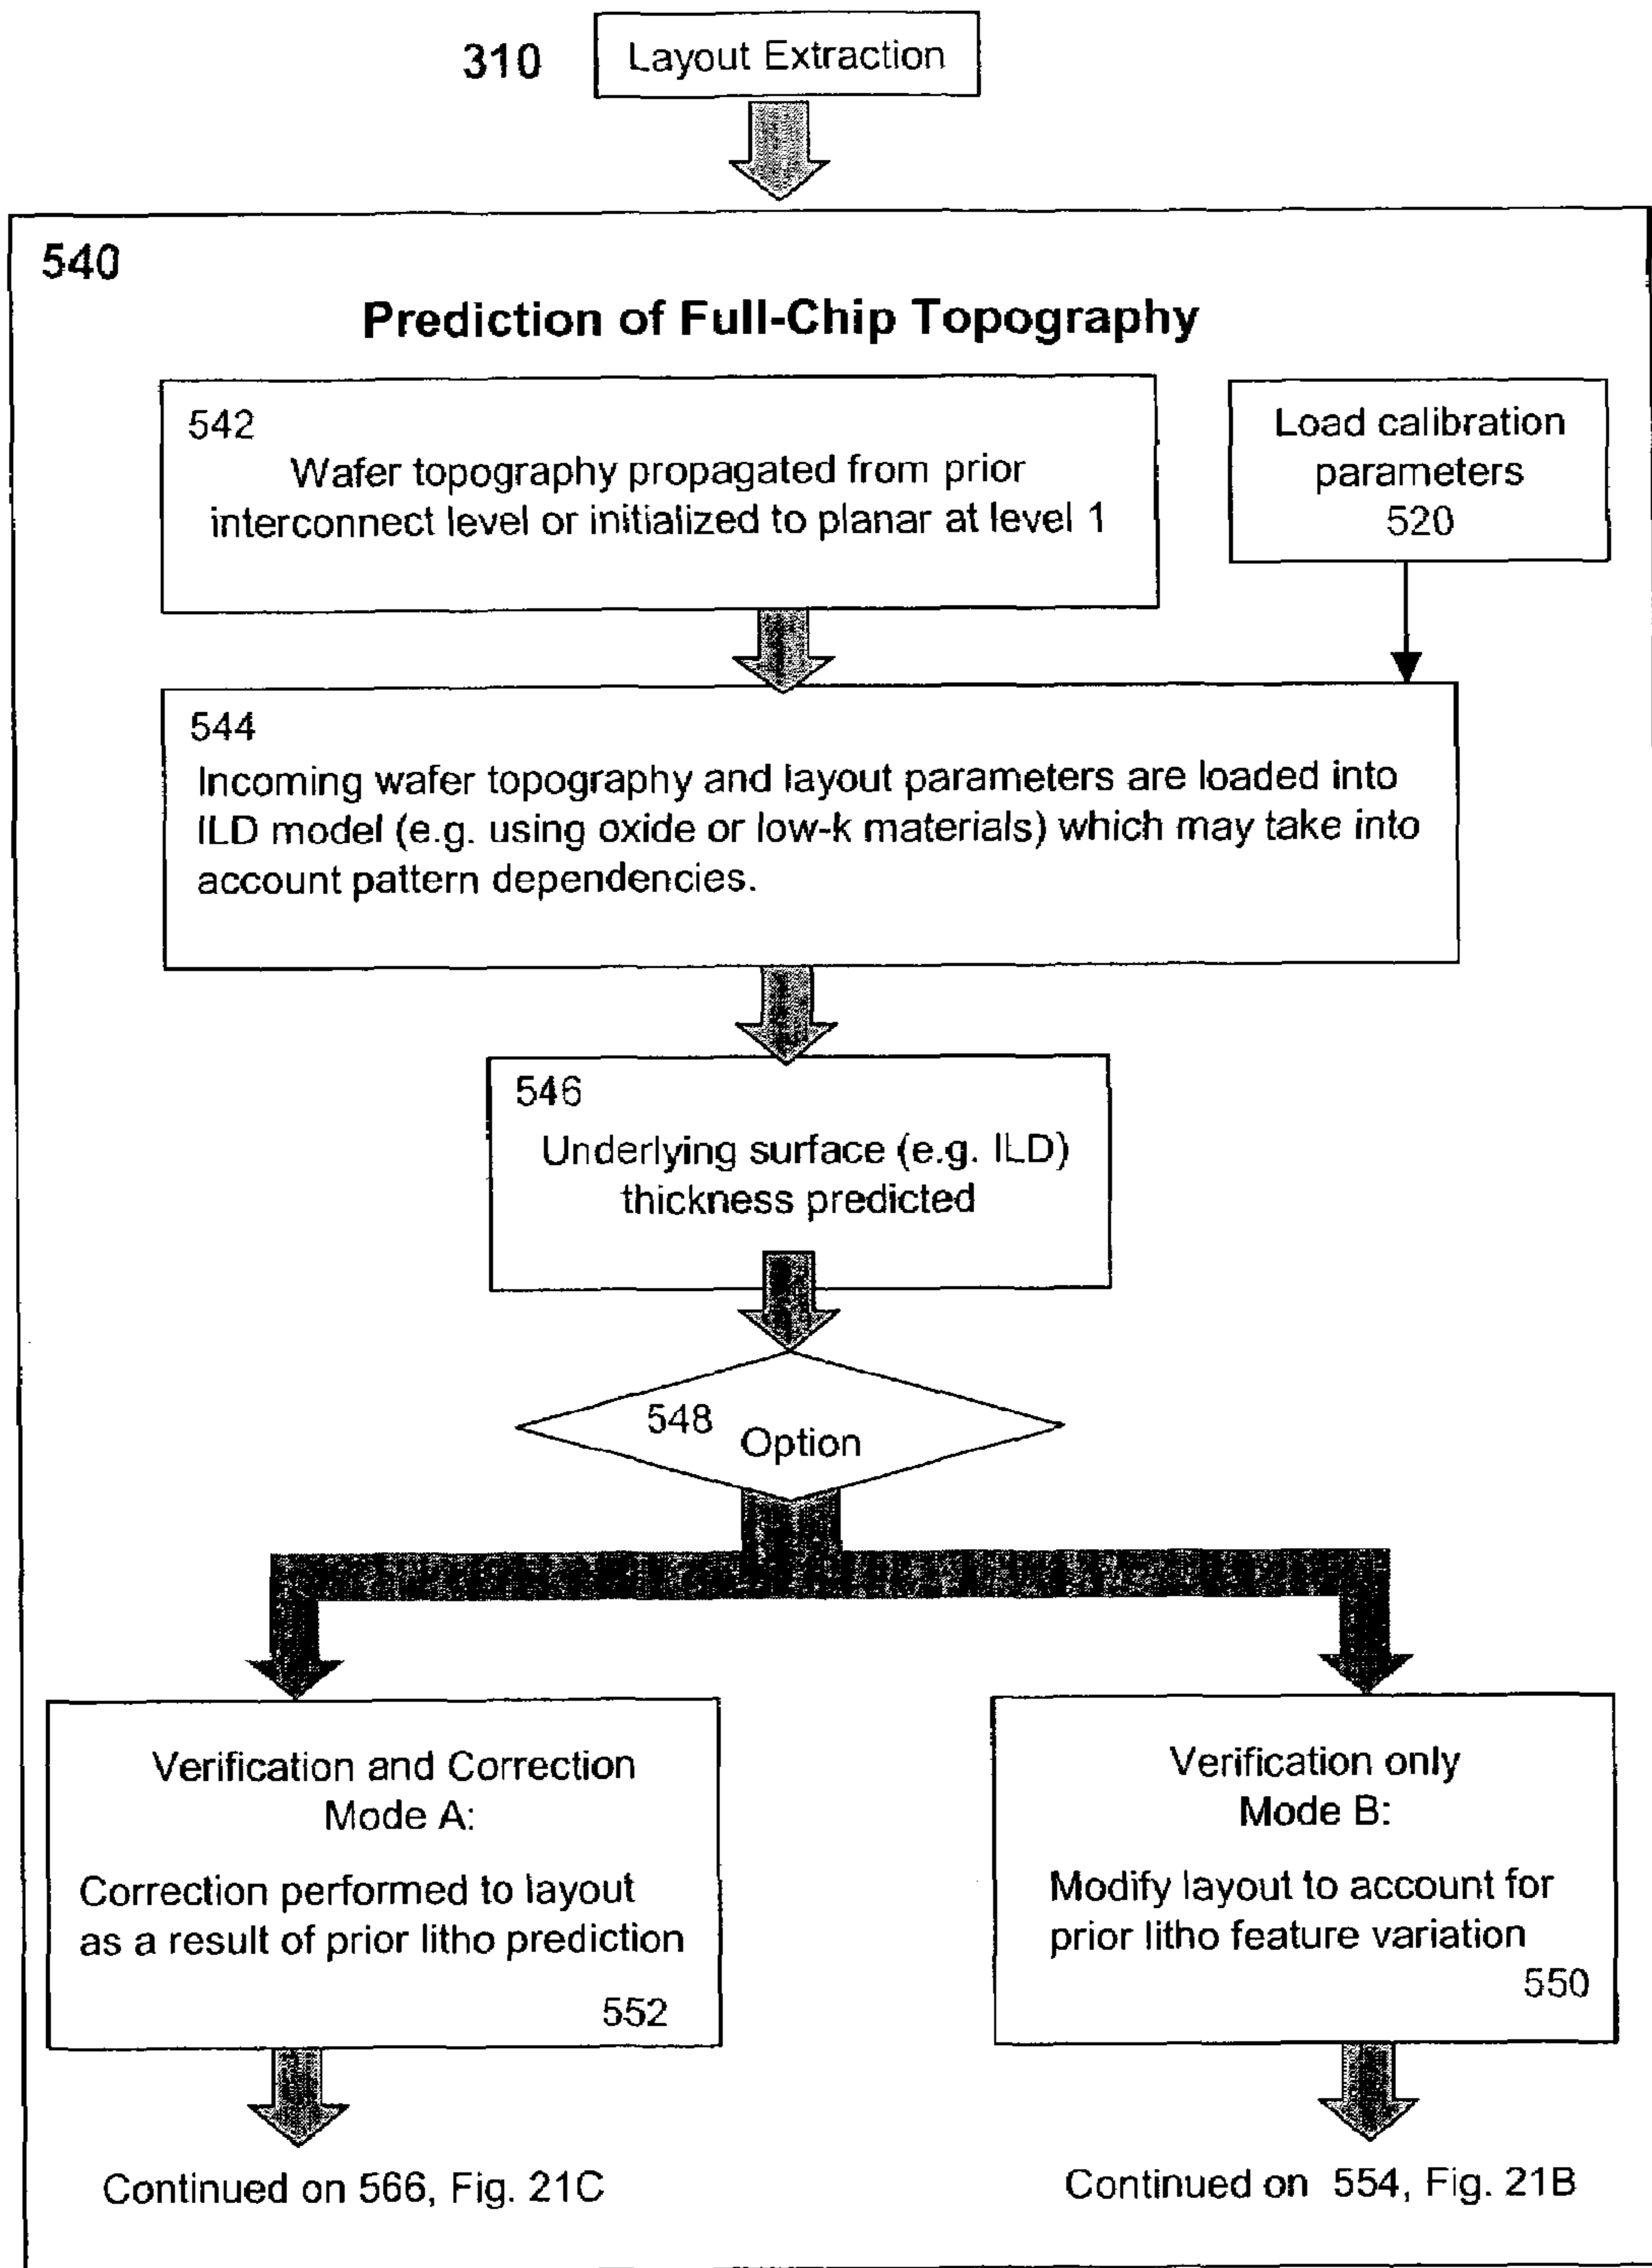 310
Layout Extraction
540
Prediction of Full-Chip Topography
542
Wafer topography propagated from prior
interconnect level or initialized to planar at level 1
Load calibration
parameters
520
544
Incoming wafer topography and layout parameters are loaded into
ILD model (e.g. using oxide or low-k materials) which may take into
account pattern dependencies.
546
Underlying surface (e.g. ILD)
thickness predicted
548
Option
Verification and Correction
Mode A:
Correction performed to layout
as a result of prior litho prediction
552
Verification only
Mode B:
Modify layout to account for
prior litho feature variation
550
Continued on 566, Fig. 21C
Continued on 554, Fig. 21B